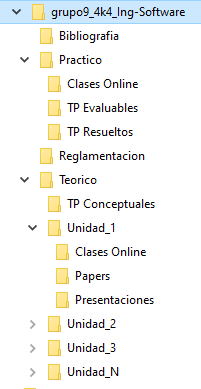 grupo9_4k4_Ing-Software
Bibliografia
Practico
Clases Online
TP Evaluables
TP Resueltos
Reglamentacion
Teorico
TP Conceptuales
Unidad_1
Clases Online
Papers
Presentaciones
Unidad_2
Unidad_3
Unidad_N